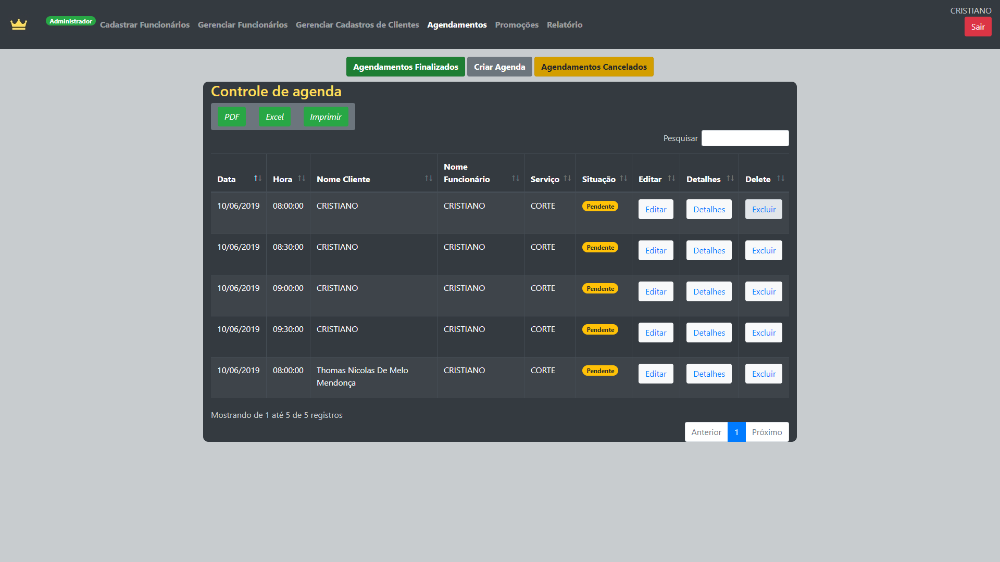 CRISTIANO
Administrador Cadastrar Funcionários Gerenciar Funcionários Gerenciar Cadastros de Clientes Agendamentos Promoções Relatório
Sair
Agendamentos Finalizados Criar Agenda Agendamentos Cancelados
Controle de agenda
PDF Excel Imprimir
Pesquisar
Data Hora Nome Cliente Nome Funcionário Serviço Situação Editar Detalhes Delete
10/06/2019 08:00:00 CRISTIANO CRISTIANO CORTE Pendente Editar Detalhes Excluir
10/06/2019 08:30:00 CRISTIANO CRISTIANO CORTE Pendente Editar Detalhes Excluir
10/06/2019 09:00:00 CRISTIANO CRISTIANO CORTE Pendente Editar Detalhes Excluir
10/06/2019 09:30:00 CRISTIANO CRISTIANO CORTE Pendente Editar Detalhes Excluir
10/06/2019 08:00:00 Thomas Nicolas De Melo Mendonça CRISTIANO CORTE Pendente Editar Detalhes Excluir
Mostrando de 1 até 5 de 5 registros
Anterior 1 Próximo